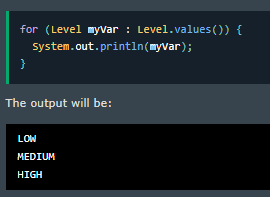 for (Level myVar : Level.values()) {
  System.out.println(myVar);
}
The output will be:
LOW
MEDIUM
HIGH